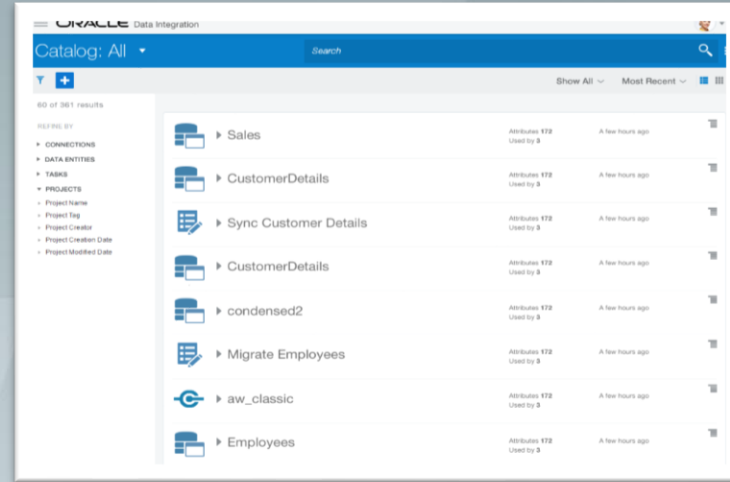 ORACLE Data Integration
Catalog: All
Search
Show All
Most Recent
60 of 361 results
REFINE BY
CONNECTIONS
DATA ENTITIES
TASKS
PROJECTS
Project Name
Project Tag
Project Creator
Project Creation Date
Project Modified Date
Sales
Attributes 172
Used by 3
A few hours ago
CustomerDetails
Attributes 172
Used by 3
A few hours ago
Sync Customer Details
Attributes 172
Used by 3
A few hours ago
CustomerDetails
Attributes 172
Used by 3
A few hours ago
condensed2
Attributes 172
Used by 3
A few hours ago
Migrate Employees
Attributes 172
Used by 3
A few hours ago
aw_classic
Attributes 172
Used by 3
A few hours ago
Employees
Attributes 172
Used by 3
A few hours ago